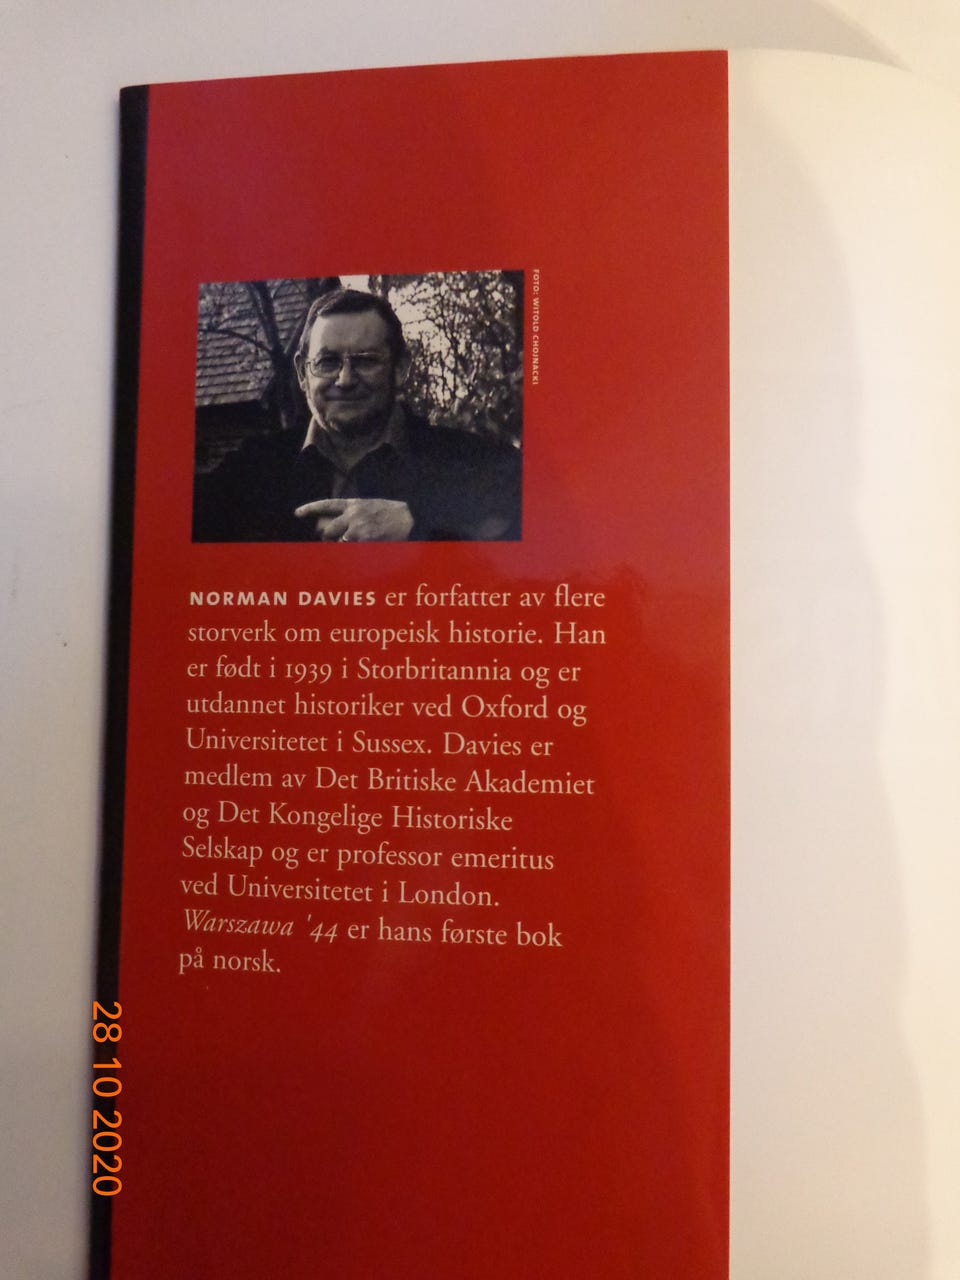 FOTO: WITOLD CHOJNACKI
NORMAN DAVIES er forfatter av flere
storverk om europeisk historie. Han
er født i 1939 i Storbritannia og er
utdannet historiker ved Oxford og
Universitetet i Sussex. Davies er
medlem av Det Britiske Akademiet
og Det Kongelige Historiske
Selskap og er professor emeritus
ved Universitetet i London.
Warszawa '44 er hans første bok
på norsk.
28 10 2020